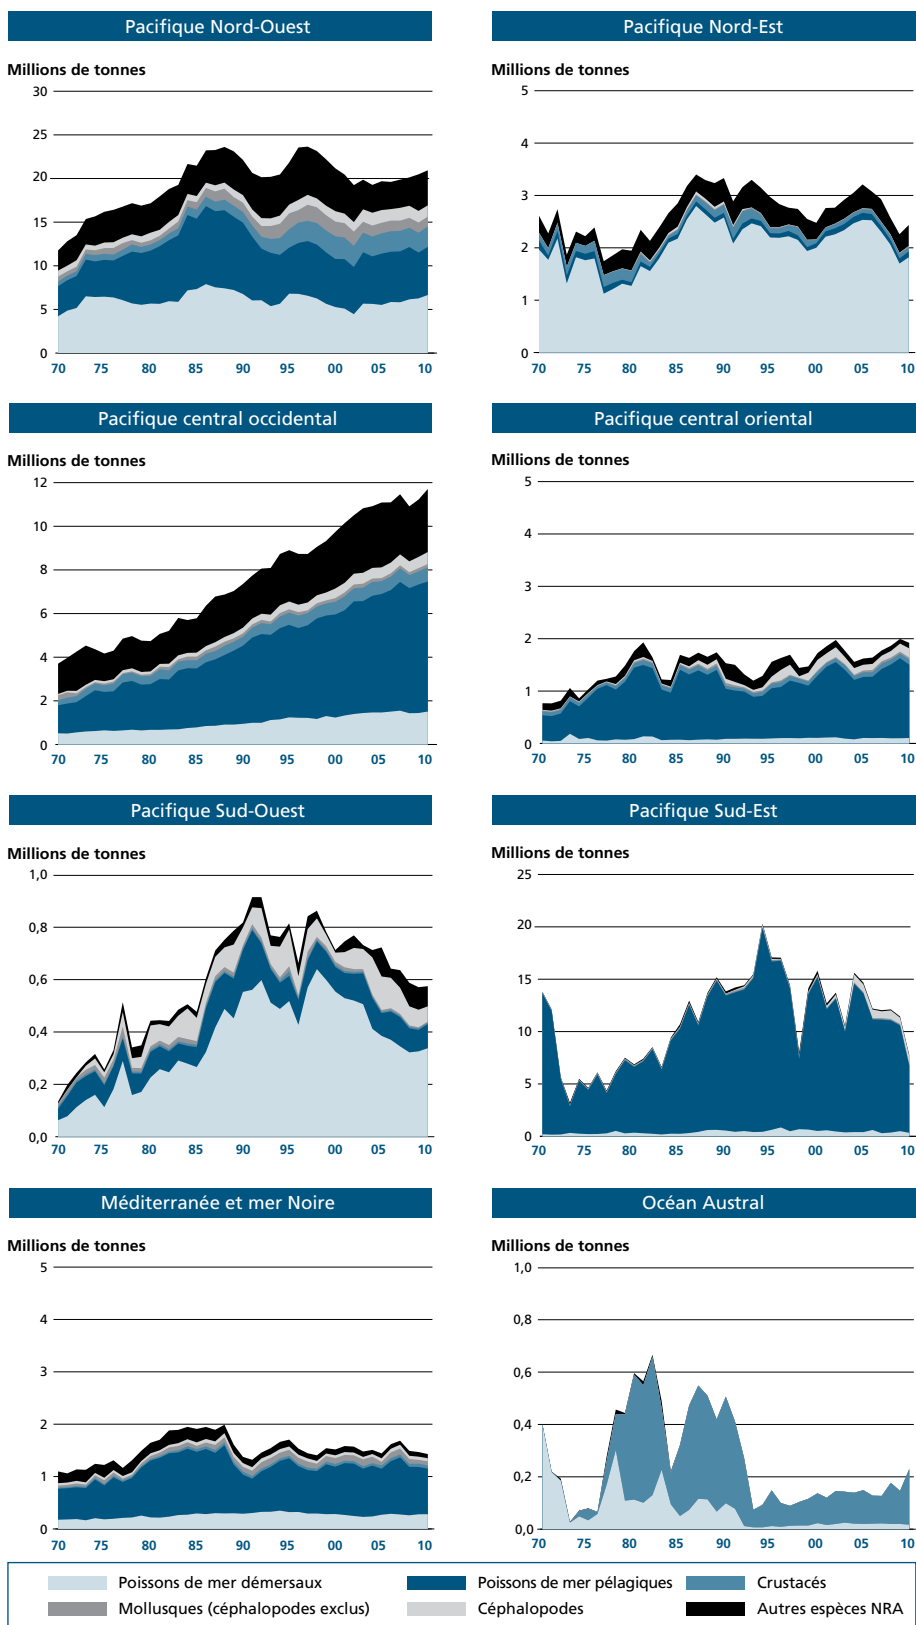 Pacifique Nord-Ouest
Millions de tonnes
30
25
20
15
10
5
0
70 75 80 85 90 95 00 05 10
Pacifique Nord-Est
Millions de tonnes
5
4
3
2
1
0
70 75 80 85 90 95 00 05 10
Pacifique central occidental
Millions de tonnes
12
10
8
6
4
2
0
70 75 80 85 90 95 00 05 10
Pacifique central oriental
Millions de tonnes
5
4
3
2
1
0
70 75 80 85 90 95 00 05 10
Pacifique Sud-Ouest
Millions de tonnes
1,0
0,8
0,6
0,4
0,2
0,0
70 75 80 85 90 95 00 05 10
Pacifique Sud-Est
Millions de tonnes
25
20
15
10
5
0
70 75 80 85 90 95 00 05 10
Méditerranée et mer Noire
Millions de tonnes
5
4
3
2
1
0
70 75 80 85 90 95 00 05 10
Océan Austral
Millions de tonnes
1,0
0,8
0,6
0,4
0,2
0,0
70 75 80 85 90 95 00 05 10
Poissons de mer démersaux
Poissons de mer pélagiques
Crustacés
Mollusques (céphalopodes exclus)
Céphalopodes
Autres espèces NRA